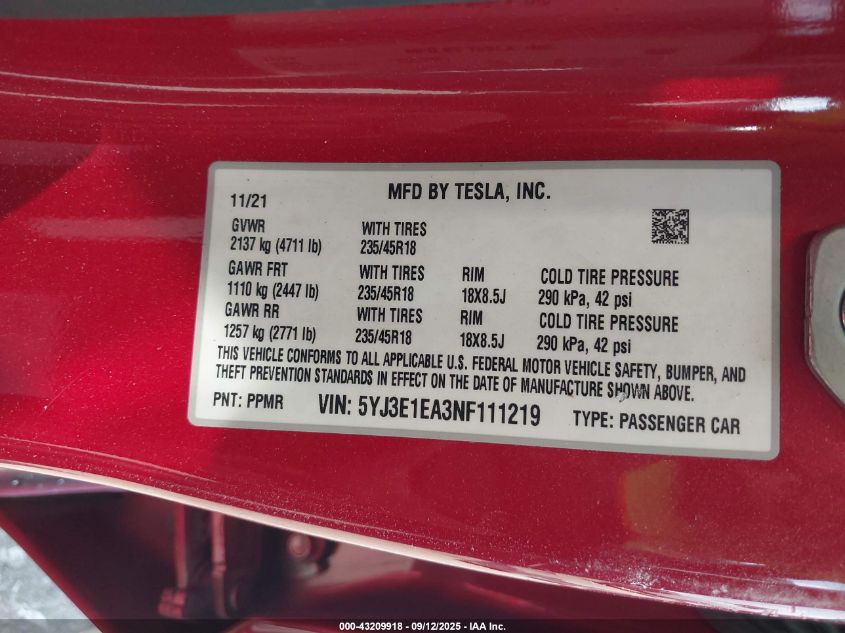 MFD BY TESLA, INC.
11/21
GVWR WITH TIRES
2137 kg (4711 lb) 235/45R18
GAWR FRT WITH TIRES RIM COLD TIRE PRESSURE
1110 kg (2447 lb) 235/45R18 18X8.5J 290 kPa, 42 psi
GAWR RR WITH TIRES RIM COLD TIRE PRESSURE
1257 kg (2771 lb) 235/45R18 18X8.5J 290 kPa, 42 psi
THIS VEHICLE CONFORMS TO ALL APPLICABLE U.S. FEDERAL MOTOR VEHICLE SAFETY, BUMPER, AND
THEFT PREVENTION STANDARDS IN EFFECT ON THE DATE OF MANUFACTURE SHOWN ABOVE.
PNT: PPMR VIN: 5YJ3E1EA3NF111219 TYPE: PASSENGER CAR
000-43209918 - 09/12/2025 - IAA Inc.